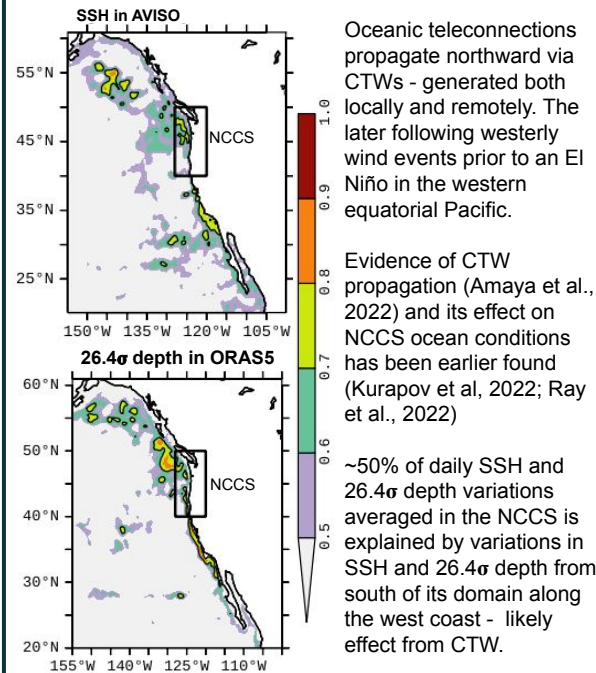 SSH in AVISO
55°N
45°N
35°N
25°N
NCCS
150°W 135°W 120°W 105°W
26.4σ depth in ORAS5
60°N
50°N
40°N
30°N
20°N
NCCS
155°W 140°W 125°W 110°W
1.0
0.9
0.8
0.7
0.6
0.5
Oceanic teleconnections
propagate northward via
CTWs - generated both
locally and remotely. The
later following westerly
wind events prior to an El
Niño in the western
equatorial Pacific.
Evidence of CTW
propagation (Amaya et al.,
2022) and its effect on
NCCS ocean conditions
has been earlier found
(Kurapov et al, 2022; Ray
et al., 2022)
~50% of daily SSH and
26.4σ depth variations
averaged in the NCCS is
explained by variations in
SSH and 26.4σ depth from
south of its domain along
the west coast - likely
effect from CTW.